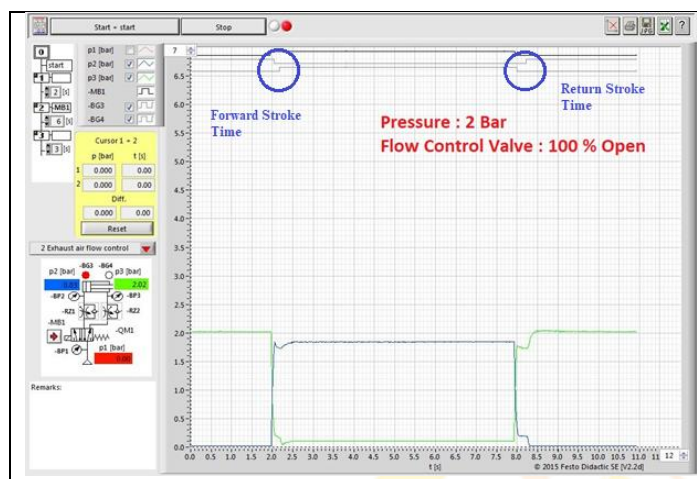 Start - start
Stop
?
0
start
1
2 [s]
2 -MB1
6 [s]
3
3 [s]
p1 [bar]
p2 [bar]
p3 [bar]
-MB1
-BG3
-BG4
Cursor 1 + 2
p [bar] t [s]
1 0.000 0.00
2 0.000 0.00
Diff.
0.000 0.00
Reset
2 Exhaust air flow control
-BG3 -BG4
p2 [bar] p3 [bar]
2.02
-BP2 -BP3
-RZ1 -RZ2
-MB1
-QM1
-BP1
p1 [bar]
0.00
Remarks:
7
6.5
6.0
5.5
5.0
4.5
4.0
3.5
3.0
2.5
2.0
1.5
1.0
0.5
0.0
Forward Stroke
Time
Return Stroke
Time
Pressure : 2 Bar
Flow Control Valve : 100 % Open
0.0 0.5 1.0 1.5 2.0 2.5 3.0 3.5 4.0 4.5 5.0 5.5 6.0 6.5 7.0 7.5 8.0 8.5 9.0 9.5 10.0 10.5 11.0 12
t [s]
© 2015 Festo Didactic SE [V2.2d]